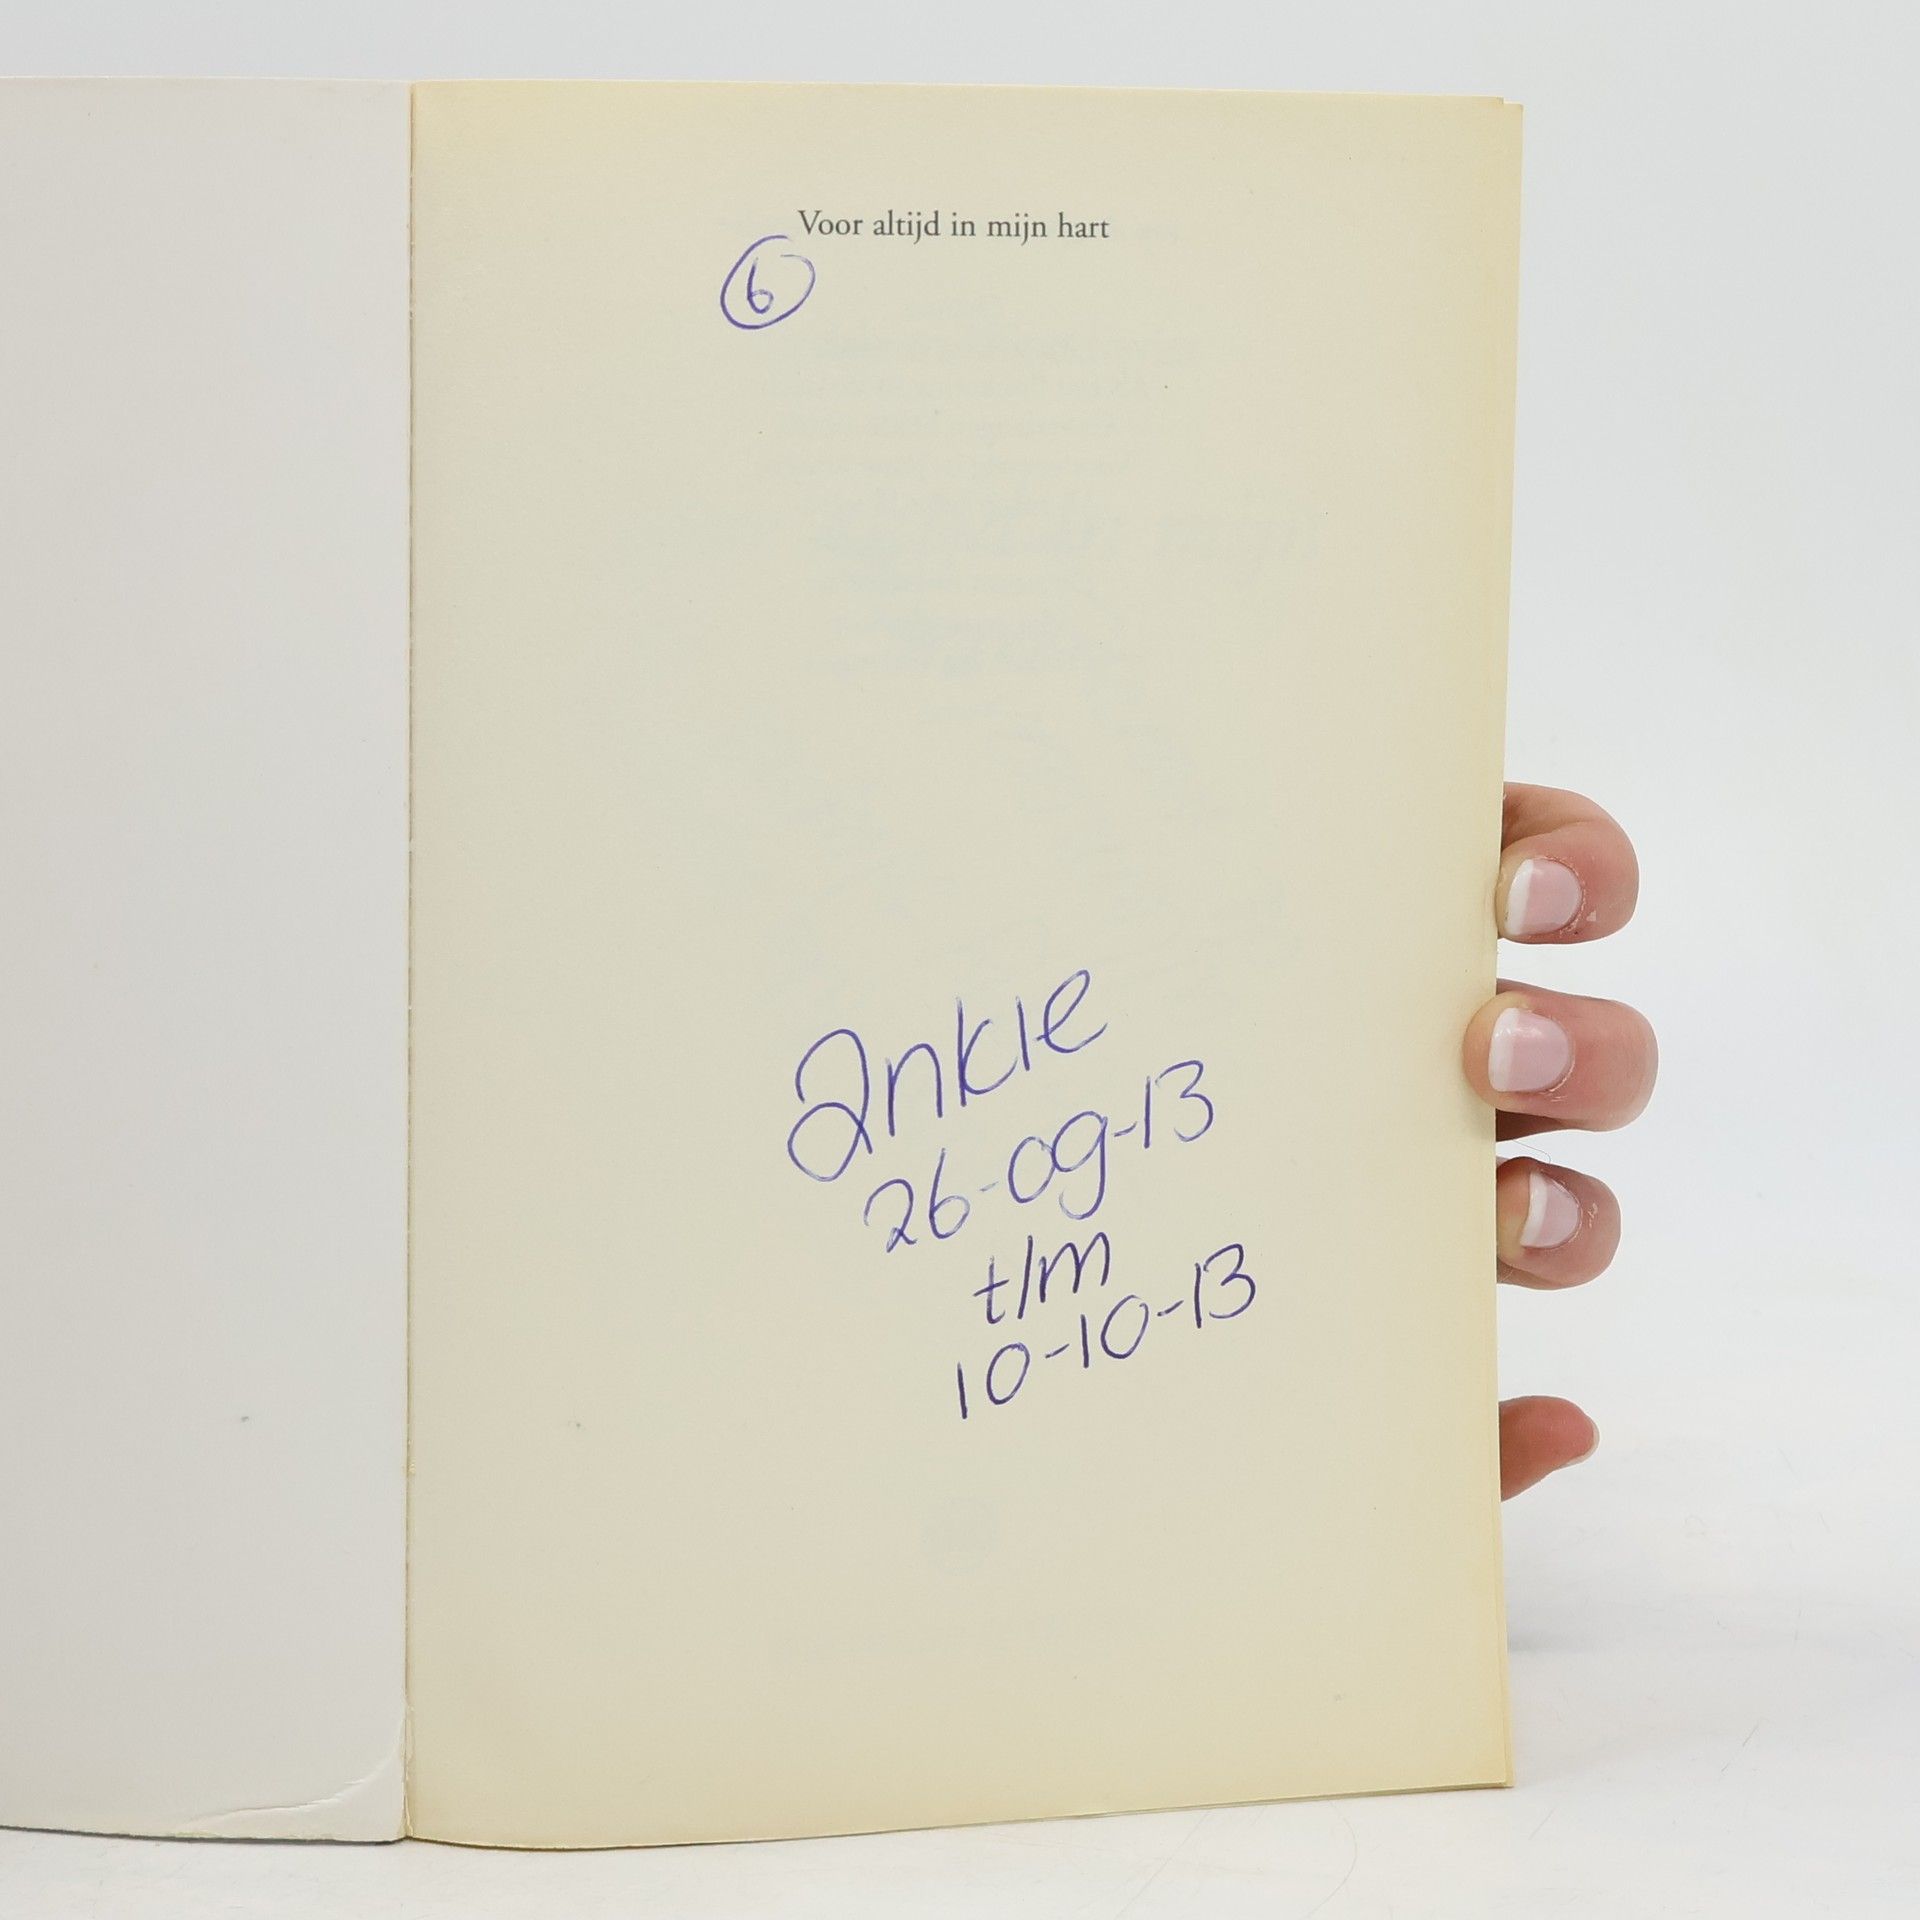 Voor altijd in mijn hart
6
Ankie
26-09-13
t/m
10-10-13